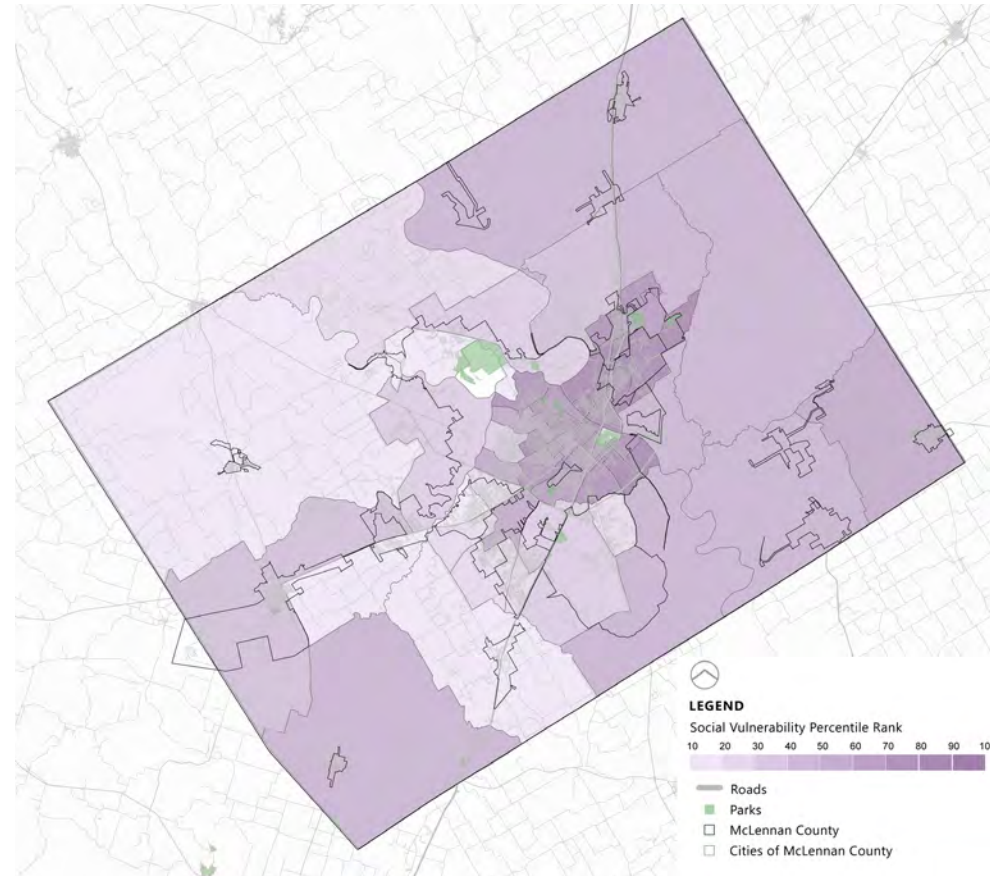 LEGEND
Social Vulnerability Percentile Rank
10 20 30 40 50 60 70 80 90 10
Roads
Parks
McLennan County
Cities of McLennan County